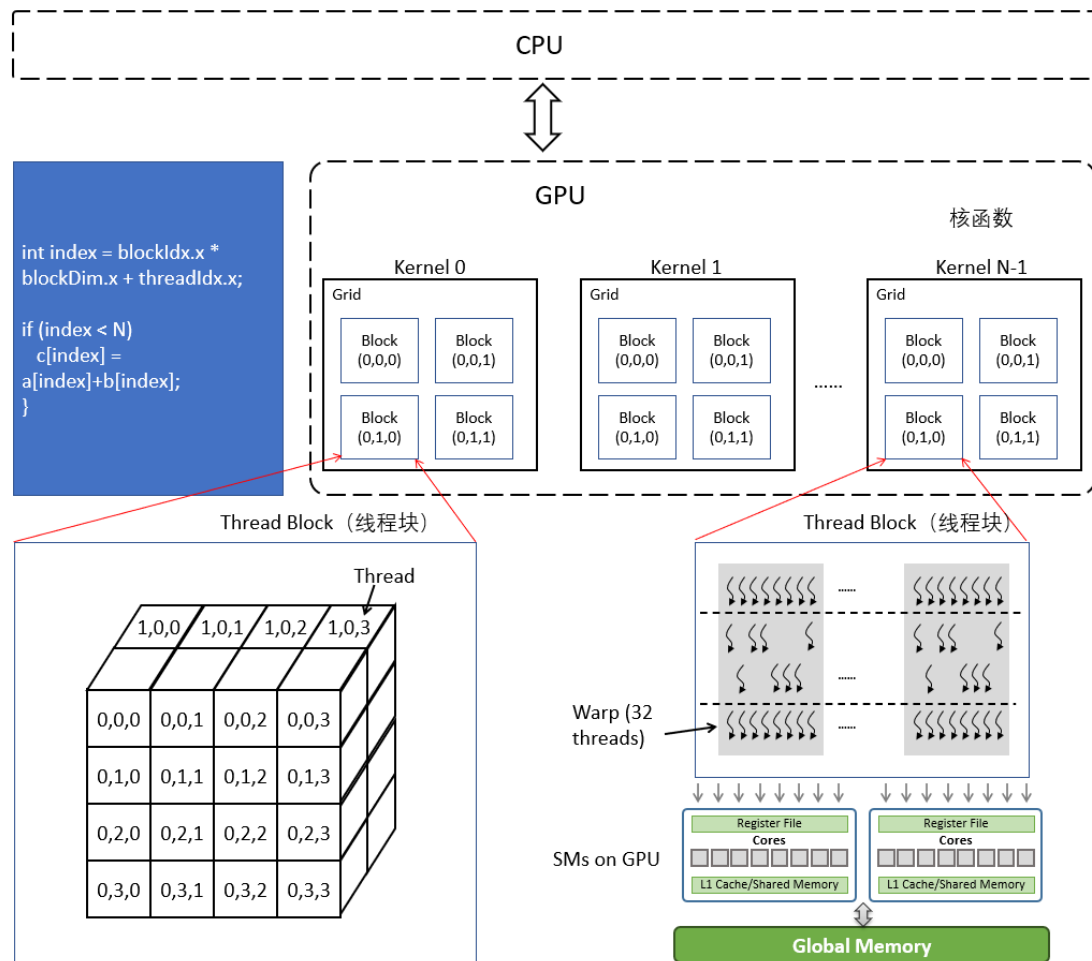 CPU
GPU
核函数
int index = blockIdx.x *
blockDim.x + threadIdx.x;
if (index < N)
c[index] =
a[index]+b[index];
}
Kernel 0
Grid
Block
(0,0,0)
Block
(0,0,1)
Block
(0,1,0)
Block
(0,1,1)
Kernel 1
Grid
Block
(0,0,0)
Block
(0,0,1)
Block
(0,1,0)
Block
(0,1,1)
......
Kernel N-1
Grid
Block
(0,0,0)
Block
(0,0,1)
Block
(0,1,0)
Block
(0,1,1)
Thread Block（线程块）
Thread
1,0,0 1,0,1 1,0,2 1,0,3
0,0,0 0,0,1 0,0,2 0,0,3
0,1,0 0,1,1 0,1,2 0,1,3
0,2,0 0,2,1 0,2,2 0,2,3
0,3,0 0,3,1 0,3,2 0,3,3
Thread Block（线程块）
......
......
......
......
Warp (32
threads)
SMs on GPU
Register File
Cores
L1 Cache/Shared Memory
Register File
Cores
L1 Cache/Shared Memory
Global Memory